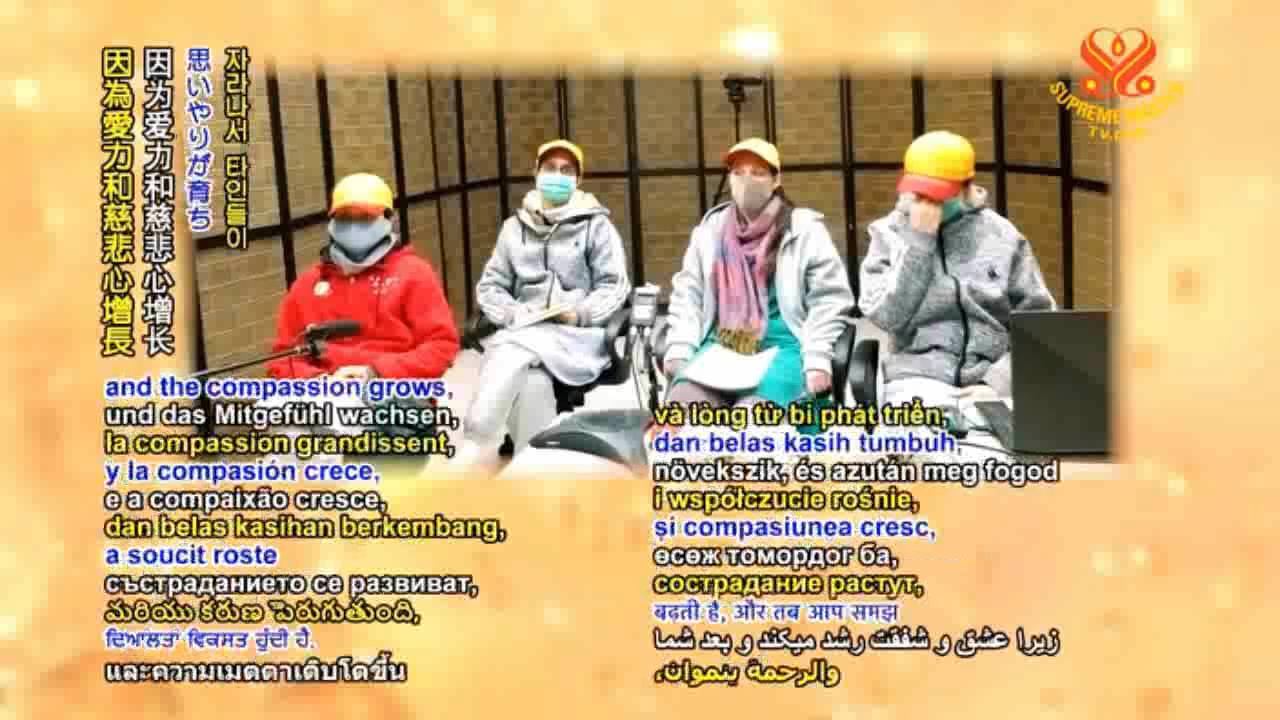 因為愛力和慈悲心增長
因为爱力和慈悲心增长
思いやりが育ち
자라나서 타인들이
SUPREME MASTER
TV.com
and the compassion grows,
und das Mitgefühl wachsen,
la compassion grandissent,
y la compasión crece,
e a compaixão cresce,
dan belas kasihan berkembang,
a soucit roste
състраданието се развиват,
మరియు కరుణ పెరుగుతుంది,
ਦਿਆਲਤਾ ਵਿਕਸਤ ਹੁੰਦੀ ਹੈ.
และความเมตตาเติบโตขึ้น
và lòng từ bi phát triển,
dan belas kasih tumbuh,
növekszik, és azután meg fogod
i współczucie rośnie,
și compasiunea cresc,
өсөж томордог ба,
сострадание растут,
बढ़ती है, और तब आप समझ
زیرا عشق و شفقت رشد میکند و بعد شما
والرحمة ينموان،